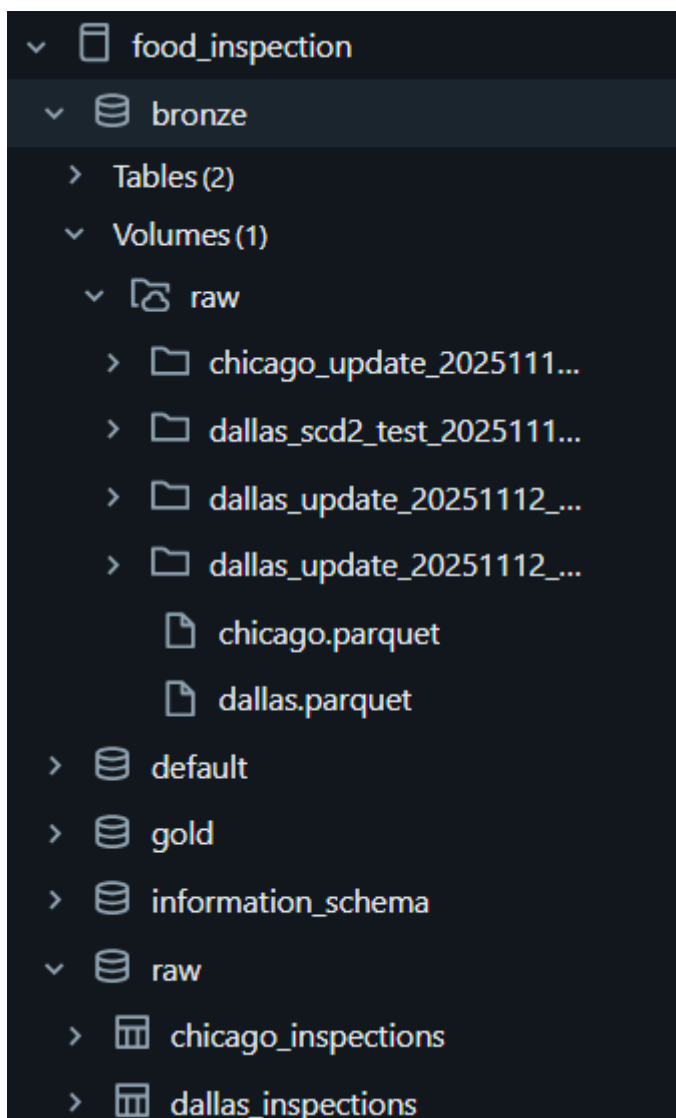 food_inspection
bronze
Tables (2)
Volumes (1)
raw
chicago_update_2025111...
dallas_scd2_test_2025111...
dallas_update_20251112_...
dallas_update_20251112_...
chicago.parquet
dallas.parquet
default
gold
information_schema
raw
chicago_inspections
dallas_inspections